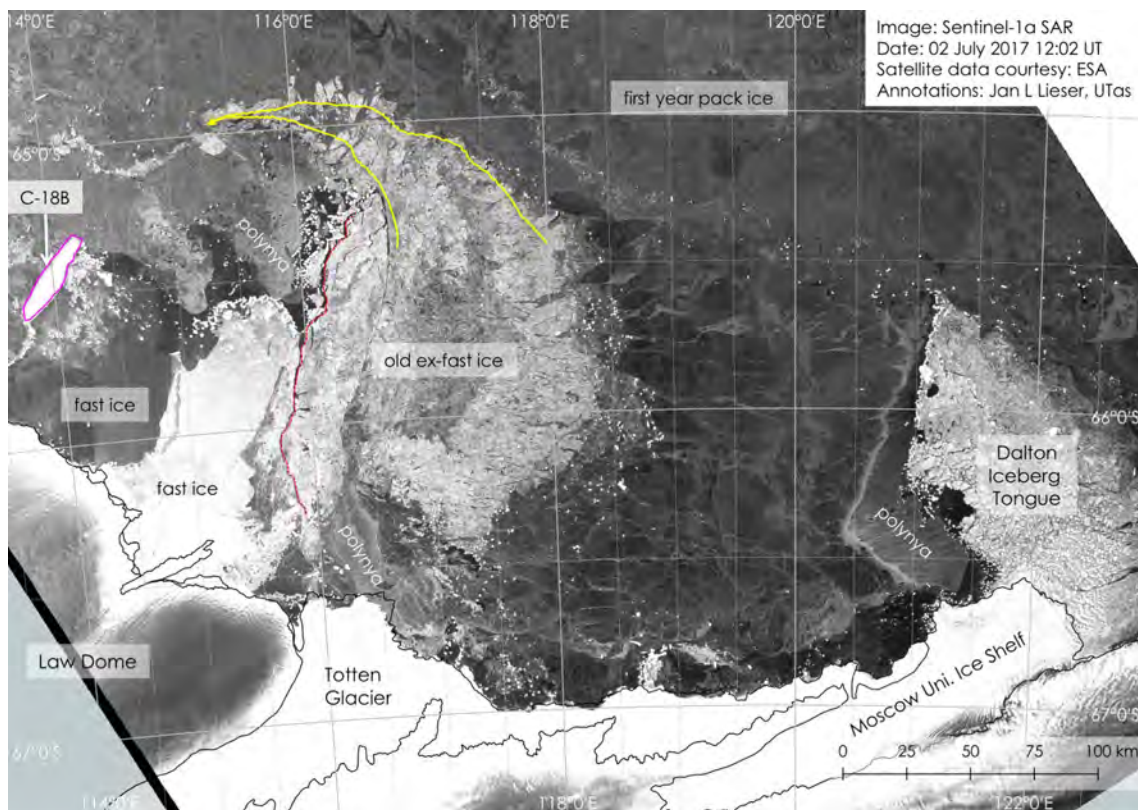 114°0'E
116°0'E
118°0'E
120°0'E
Image: Sentinel-1a SAR
Date: 02 July 2017 12:02 UT
Satellite data courtesy: ESA
Annotations: Jan L Lieser, UTas
first year pack ice
65°0'S
C-18B
polynya
old ex-fast ice
fast ice
66°0'S
Dalton
Iceberg
Tongue
fast ice
polynya
polynya
Law Dome
Totten
Glacier
Moscow Uni. Ice Shelf
67°0'S
67°0'S
0 25 50 75 100 km
114°0'E
118°0'E
122°0'E